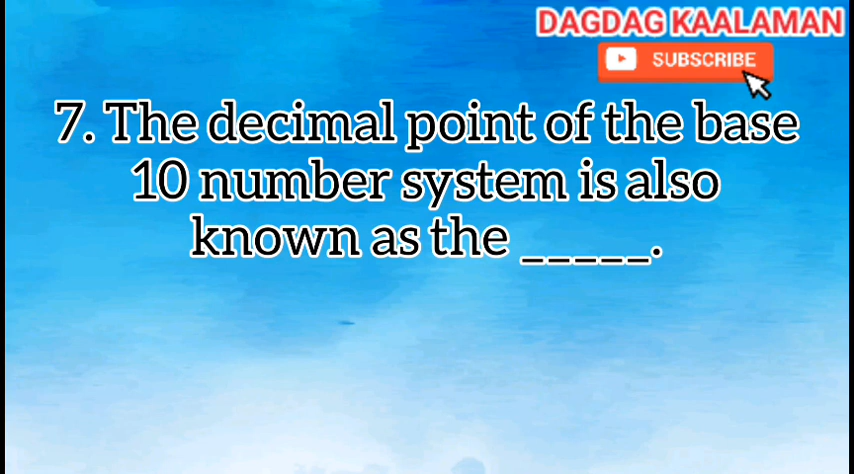 DAGDAG KAALAMAN
SUBSCRIBE
7. The decimal point of the base
10 number system is also
known as the _____.